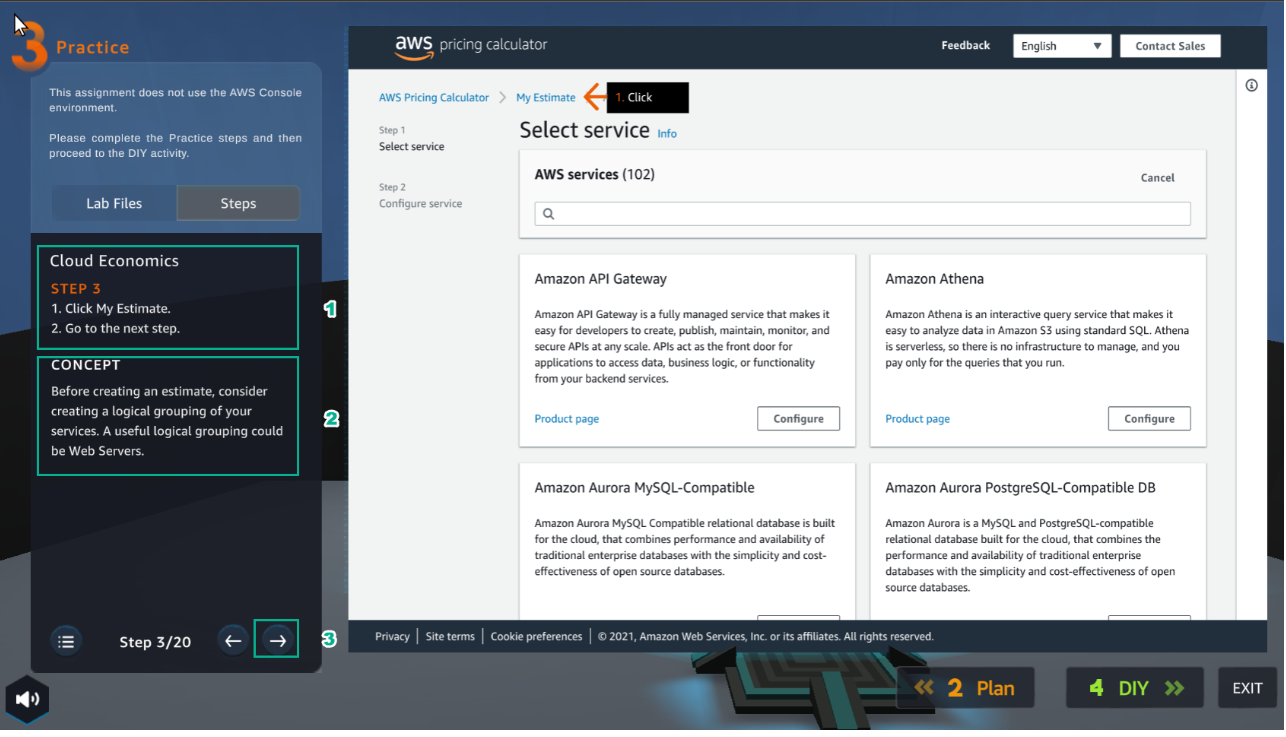 3 Practice
This assignment does not use the AWS Console
environment.
Please complete the Practice steps and then
proceed to the DIY activity.
Lab Files
Steps
Cloud Economics
STEP 3
1. Click My Estimate.
2. Go to the next step.
1
CONCEPT
Before creating an estimate, consider
creating a logical grouping of your
services. A useful logical grouping could
be Web Servers.
2
Step 3/20
3
aws pricing calculator
Feedback
English
Contact Sales
AWS Pricing Calculator
My Estimate
1. Click
Step 1
Select service
Step 2
Configure service
Select service Info
AWS services (102)
Cancel
Amazon API Gateway
Amazon API Gateway is a fully managed service that makes it
easy for developers to create, publish, maintain, monitor, and
secure APIs at any scale. APIs act as the front door for
applications to access data, business logic, or functionality
from your backend services.
Product page
Configure
Amazon Athena
Amazon Athena is an interactive query service that makes it
easy to analyze data in Amazon S3 using standard SQL. Athena
is serverless, so there is no infrastructure to manage, and you
pay only for the queries that you run.
Product page
Configure
Amazon Aurora MySQL-Compatible
Amazon Aurora MySQL Compatible relational database is built
for the cloud, that combines performance and availability of
traditional enterprise databases with the simplicity and cost-
effectiveness of open source databases.
Amazon Aurora PostgreSQL-Compatible DB
Amazon Aurora is a MySQL and PostgreSQL-compatible
relational database built for the cloud, that combines the
performance and availability of traditional enterprise
databases with the simplicity and cost-effectiveness of open
source databases.
Privacy | Site terms | Cookie preferences | © 2021, Amazon Web Services, Inc. or its affiliates. All rights reserved.
2 Plan
4 DIY
EXIT